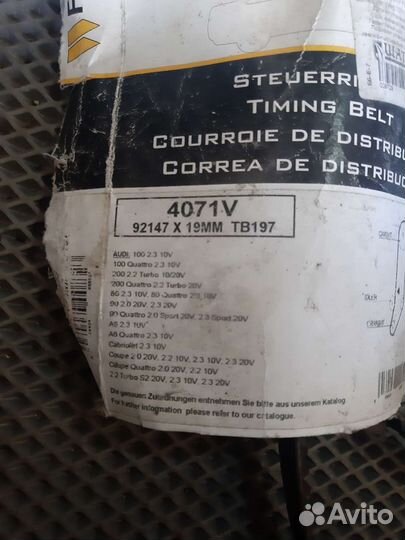 STEUERRI
TIMING BELT
COURROIE DE DISTRIBU
CORREA DE DISTRIBUC
4071V
92147 X 19MM TB197
AUDI, 100 2.3 10V
100 Quattro 2.3 10V
200 2.2 Turbo 10/20V
200 Quattro 2.2 Turbo 20V
80 2.3 10V, 80 Quattro 2.3 10V
90 2.0 20V, 2.3 20V
90 Quattro 2.0 Sport 20V, 2.3 Sport 20V
A6 2.3 10V
A6 Quattro 2.3 10V
Cabriolet 2.3 10V
Coupe 2.0 20V, 2.2 10V, 2.3 10V, 2.3 20V
Coupe Quattro 2.0 20V, 2.2 10V
2.2 Turbo S2 20V, 2.3 10V, 2.3 20V
Die genauen Zuordnungen entnehmen Sie bitte aus unserem Katalog
For further information please refer to our catalogue.
IDLER
Avito